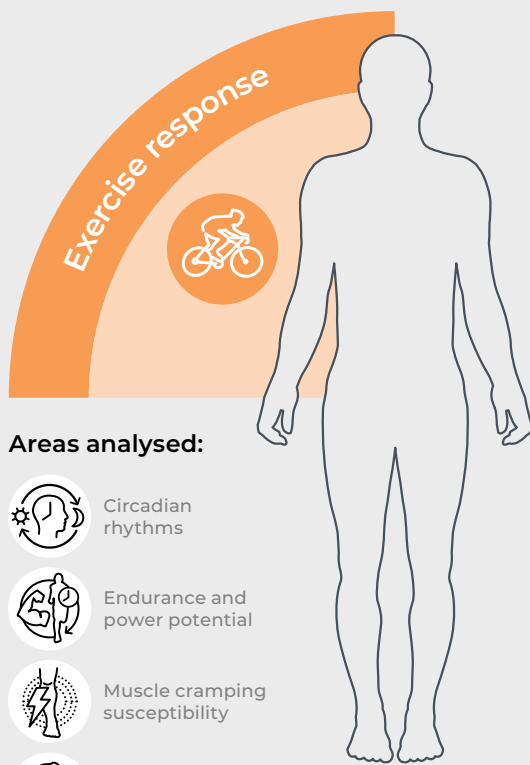 Exercise response
Areas analysed:
Circadian
rhythms
Endurance and
power potential
Muscle cramping
susceptibility